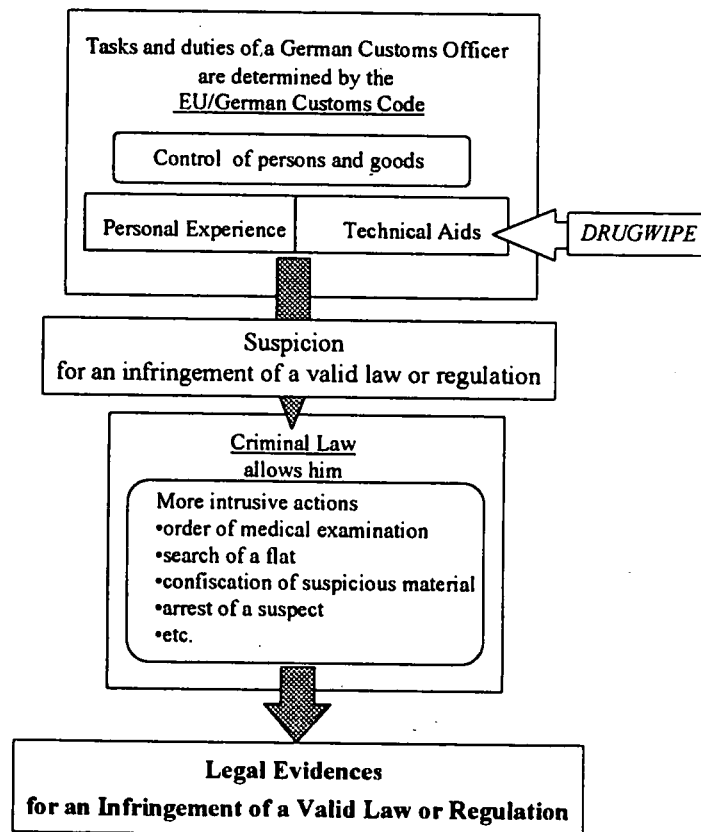 Tasks and duties of a German Customs Officer
are determined by the
EU/German Customs Code
Control of persons and goods
Personal Experience
Technical Aids
DRUGWIPE
Suspicion
for an infringement of a valid law or regulation
Criminal Law
allows him
More intrusive actions
•order of medical examination
•search of a flat
•confiscation of suspicious material
•arrest of a suspect
•etc.
Legal Evidences
for an Infringement of a Valid Law or Regulation